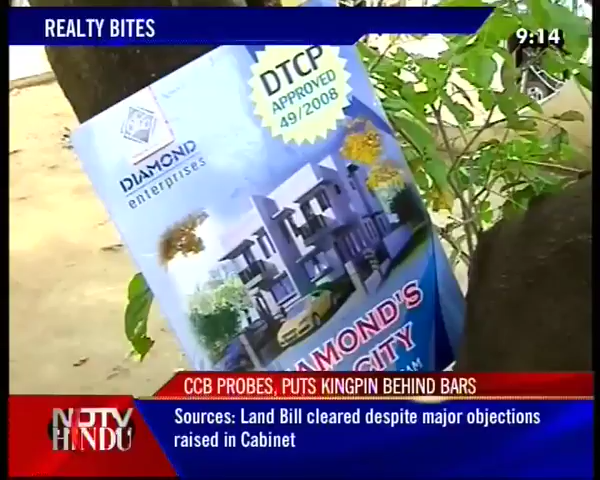 REALTY BITES
9:14
DTCP
APPROVED
49/2008
DIAMOND
enterprises
DIAMOND'S
CITY
CCB PROBES, PUTS KINGPIN BEHIND BARS
NDTV
HINDU
Sources: Land Bill cleared despite major objections
raised in Cabinet